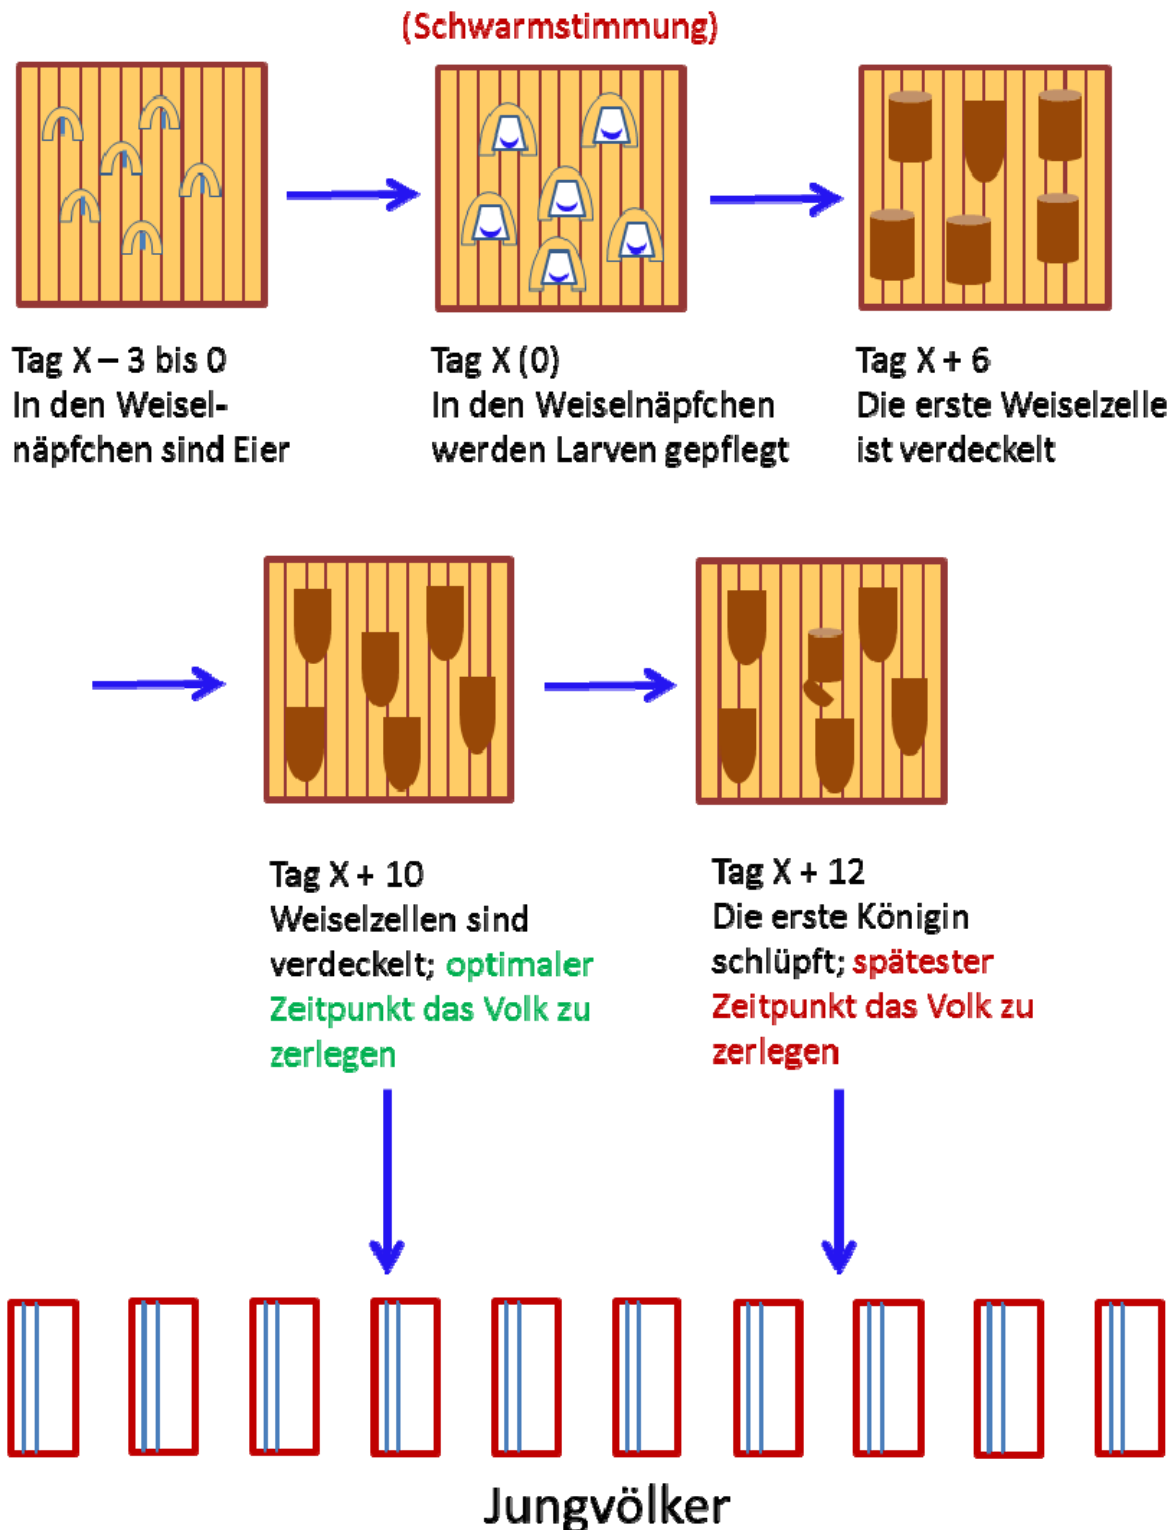 (Schwarmstimmung)
Tag X – 3 bis 0
In den Weisel-
näpfchen sind Eier
Tag X (0)
In den Weiselnäpfchen
werden Larven gepflegt
Tag X + 6
Die erste Weiselzelle
ist verdeckelt
Tag X + 10
Weiselzellen sind
verdeckelt; optimaler
Zeitpunkt das Volk zu
zerlegen
Tag X + 12
Die erste Königin
schlüpft; spätester
Zeitpunkt das Volk zu
zerlegen
Jungvölker